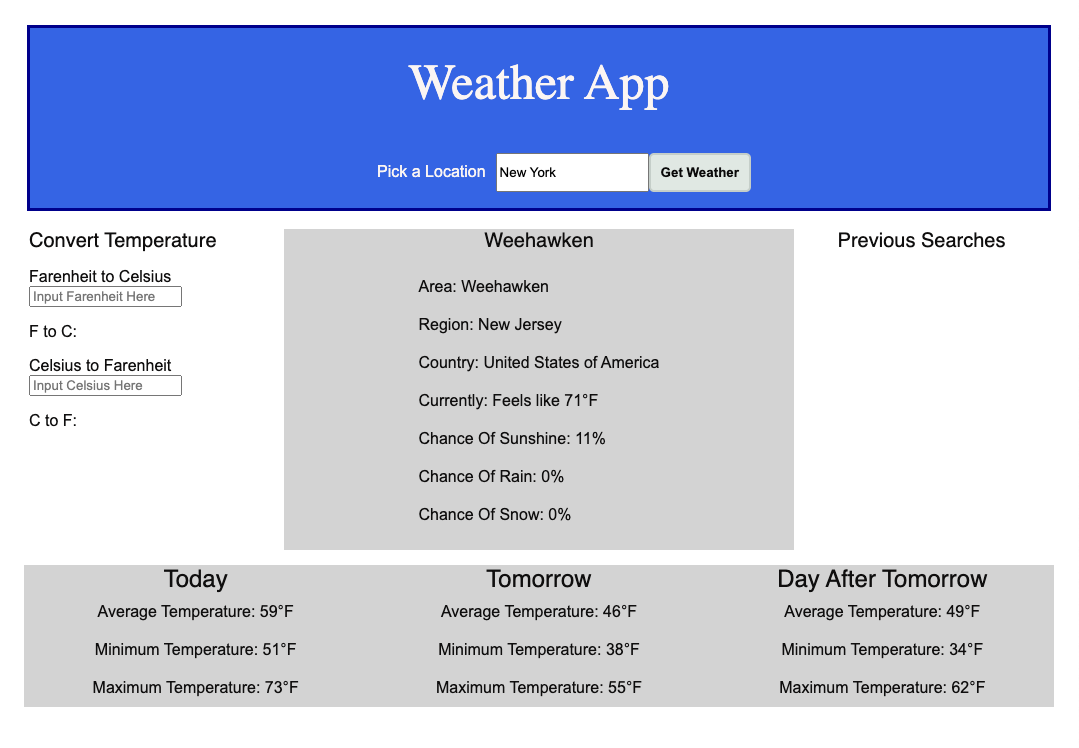 Weather App
Pick a Location New York Get Weather
Convert Temperature
Farenheit to Celsius
Input Farenheit Here
F to C:
Celsius to Farenheit
Input Celsius Here
C to F:
Weehawken
Area: Weehawken
Region: New Jersey
Country: United States of America
Currently: Feels like 71°F
Chance Of Sunshine: 11%
Chance Of Rain: 0%
Chance Of Snow: 0%
Previous Searches
Today
Average Temperature: 59°F
Minimum Temperature: 51°F
Maximum Temperature: 73°F
Tomorrow
Average Temperature: 46°F
Minimum Temperature: 38°F
Maximum Temperature: 55°F
Day After Tomorrow
Average Temperature: 49°F
Minimum Temperature: 34°F
Maximum Temperature: 62°F